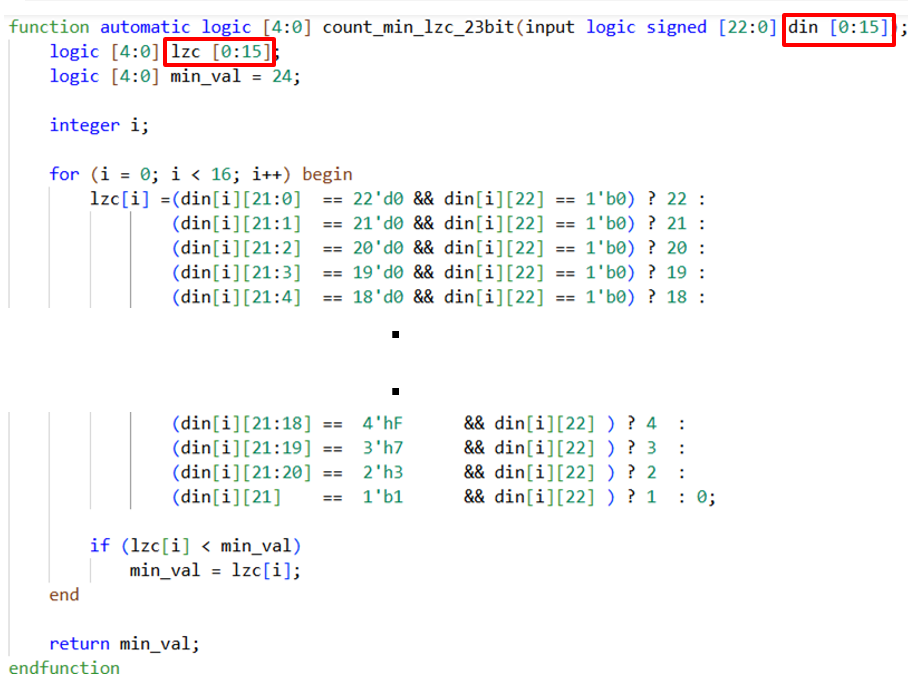 function automatic logic [4:0] count_min_lzc_23bit(input logic signed [22:0] din [0:15]);
    logic [4:0] lzc [0:15];
    logic [4:0] min_val = 24;
    integer i;
    for (i = 0; i < 16; i++) begin
        lzc[i] =(din[i][21:0]  == 22'd0 && din[i][22] == 1'b0) ? 22 :
                (din[i][21:1]  == 21'd0 && din[i][22] == 1'b0) ? 21 :
                (din[i][21:2]  == 20'd0 && din[i][22] == 1'b0) ? 20 :
                (din[i][21:3]  == 19'd0 && din[i][22] == 1'b0) ? 19 :
                (din[i][21:4]  == 18'd0 && din[i][22] == 1'b0) ? 18 :
                (din[i][21:18] ==  4'hF      && din[i][22] ) ? 4  :
                (din[i][21:19] ==  3'h7      && din[i][22] ) ? 3  :
                (din[i][21:20] ==  2'h3      && din[i][22] ) ? 2  :
                (din[i][21]    ==  1'b1      && din[i][22] ) ? 1  : 0;
        if (lzc[i] < min_val)
            min_val = lzc[i];
    end
    return min_val;
endfunction